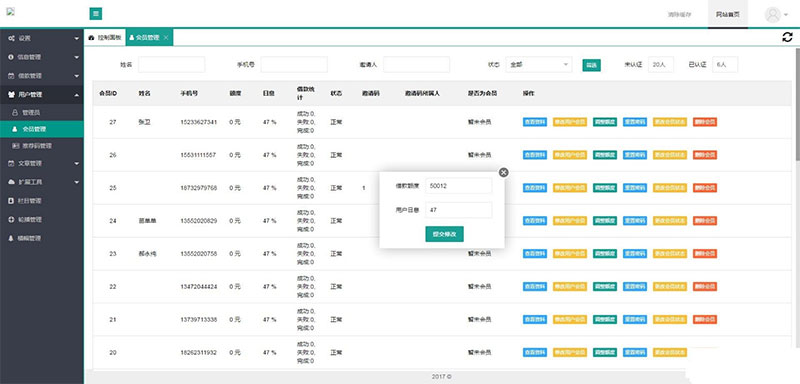 清除缓存 网站首页
设置
信息管理
借款管理
用户管理
管理员
会员管理
推荐码管理
文章管理
扩展工具
栏目管理
轮播管理
模板管理
控制面板 会员管理 ×
姓名 手机号 邀请人 状态 全部 筛选 未认证 20人 已认证 6人
会员ID 姓名 手机号 额度 日息 借款统计 状态 邀请码 邀请码所属人 是否为会员 操作
27 张卫 15233627341 0 元 47 % 成功:0, 失败:0, 完成:0 正常 暂未会员 查看资料 修改用户会员 调整额度 重置密码 更改会员状态 删除会员
26 15531111557 0 元 47 % 成功:0, 失败:0, 完成:0 正常 暂未会员 查看资料 修改用户会员 调整额度 重置密码 更改会员状态 删除会员
25 18732979768 0 元 47 % 成功:0, 失败:0, 完成:0 正常 1 查看资料 修改用户会员 调整额度 重置密码 更改会员状态 删除会员
24 苗单单 13552020829 0 元 47 % 成功:0, 失败:0, 完成:0 正常 查看资料 修改用户会员 调整额度 重置密码 更改会员状态 删除会员
23 郝永纯 13552020758 0 元 47 % 成功:0, 失败:0, 完成:0 正常 暂未会员 查看资料 修改用户会员 调整额度 重置密码 更改会员状态 删除会员
22 13472044424 0 元 47 % 成功:0, 失败:0, 完成:0 正常 暂未会员 查看资料 修改用户会员 调整额度 重置密码 更改会员状态 删除会员
21 13739713338 0 元 47 % 成功:0, 失败:0, 完成:0 正常 暂未会员 查看资料 修改用户会员 调整额度 重置密码 更改会员状态 删除会员
20 18262311932 0 元 47 % 成功:0, 失败:0, 完成:0 正常 暂未会员 查看资料 修改用户会员 调整额度 重置密码 更改会员状态
借款额度 50012
用户日息 47
提交修改
2017 ©